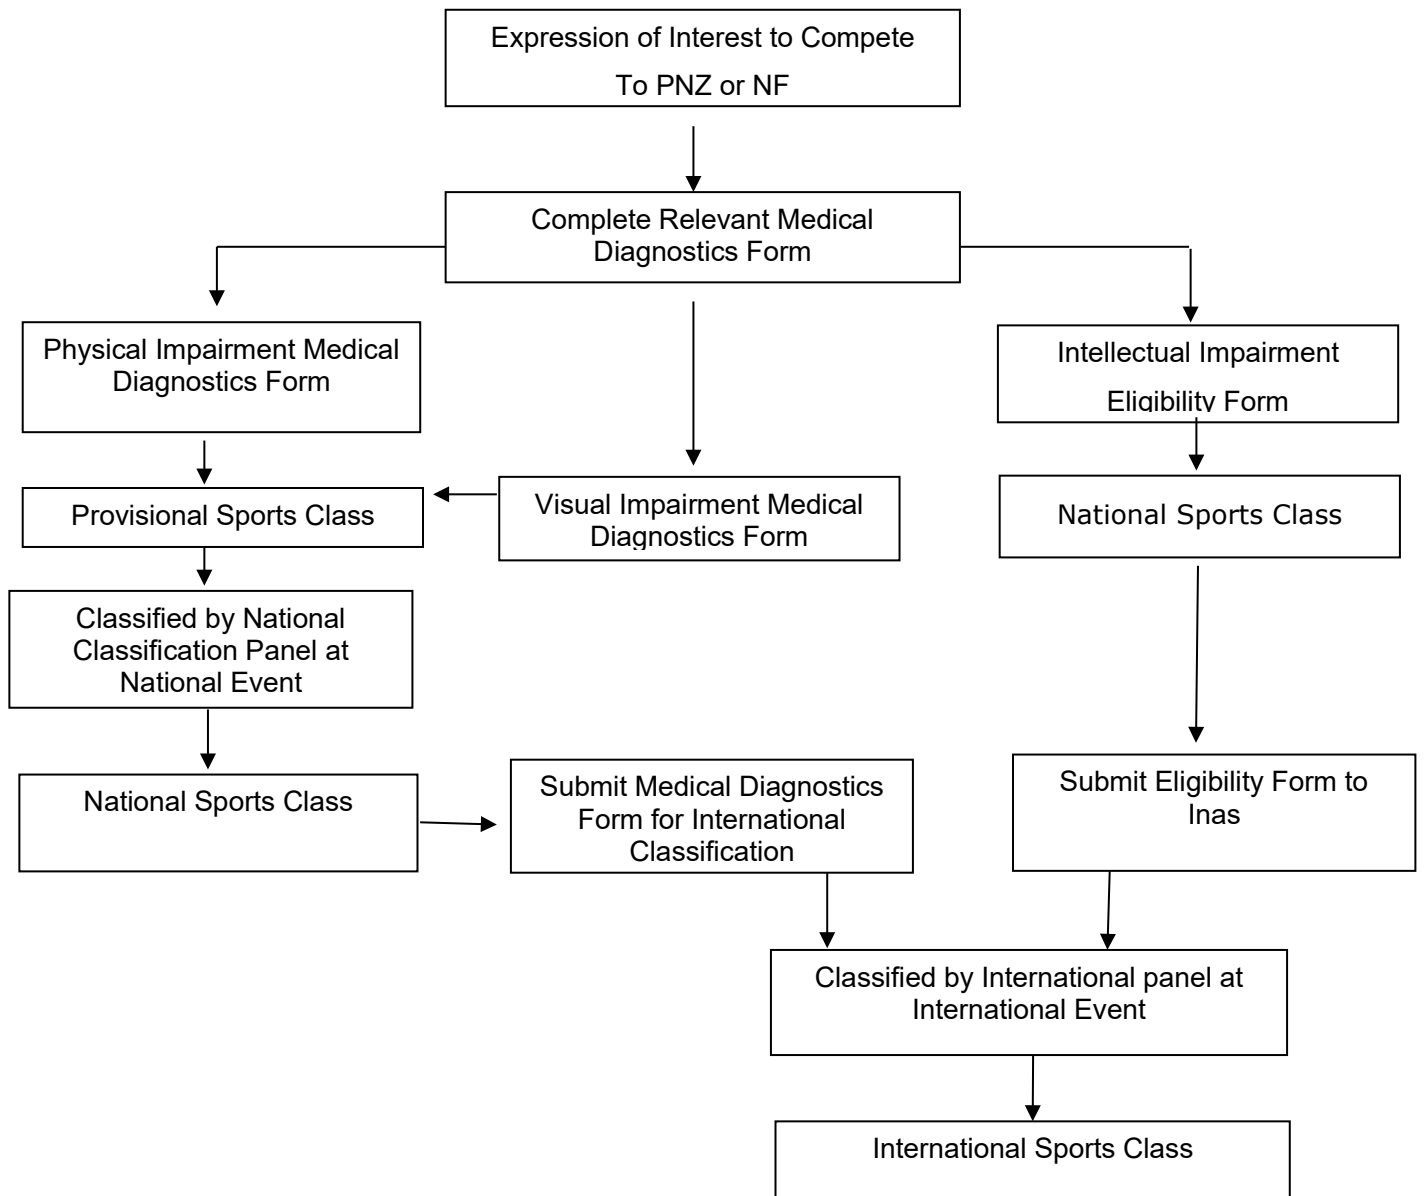 Expression of Interest to Compete
To PNZ or NF
Complete Relevant Medical
Diagnostics Form
Physical Impairment Medical
Diagnostics Form
Intellectual Impairment
Eligibility Form
Provisional Sports Class
Visual Impairment Medical
Diagnostics Form
National Sports Class
Classified by National
Classification Panel at
National Event
National Sports Class
Submit Medical Diagnostics
Form for International
Classification
Submit Eligibility Form to
Inas
Classified by International panel at
International Event
International Sports Class